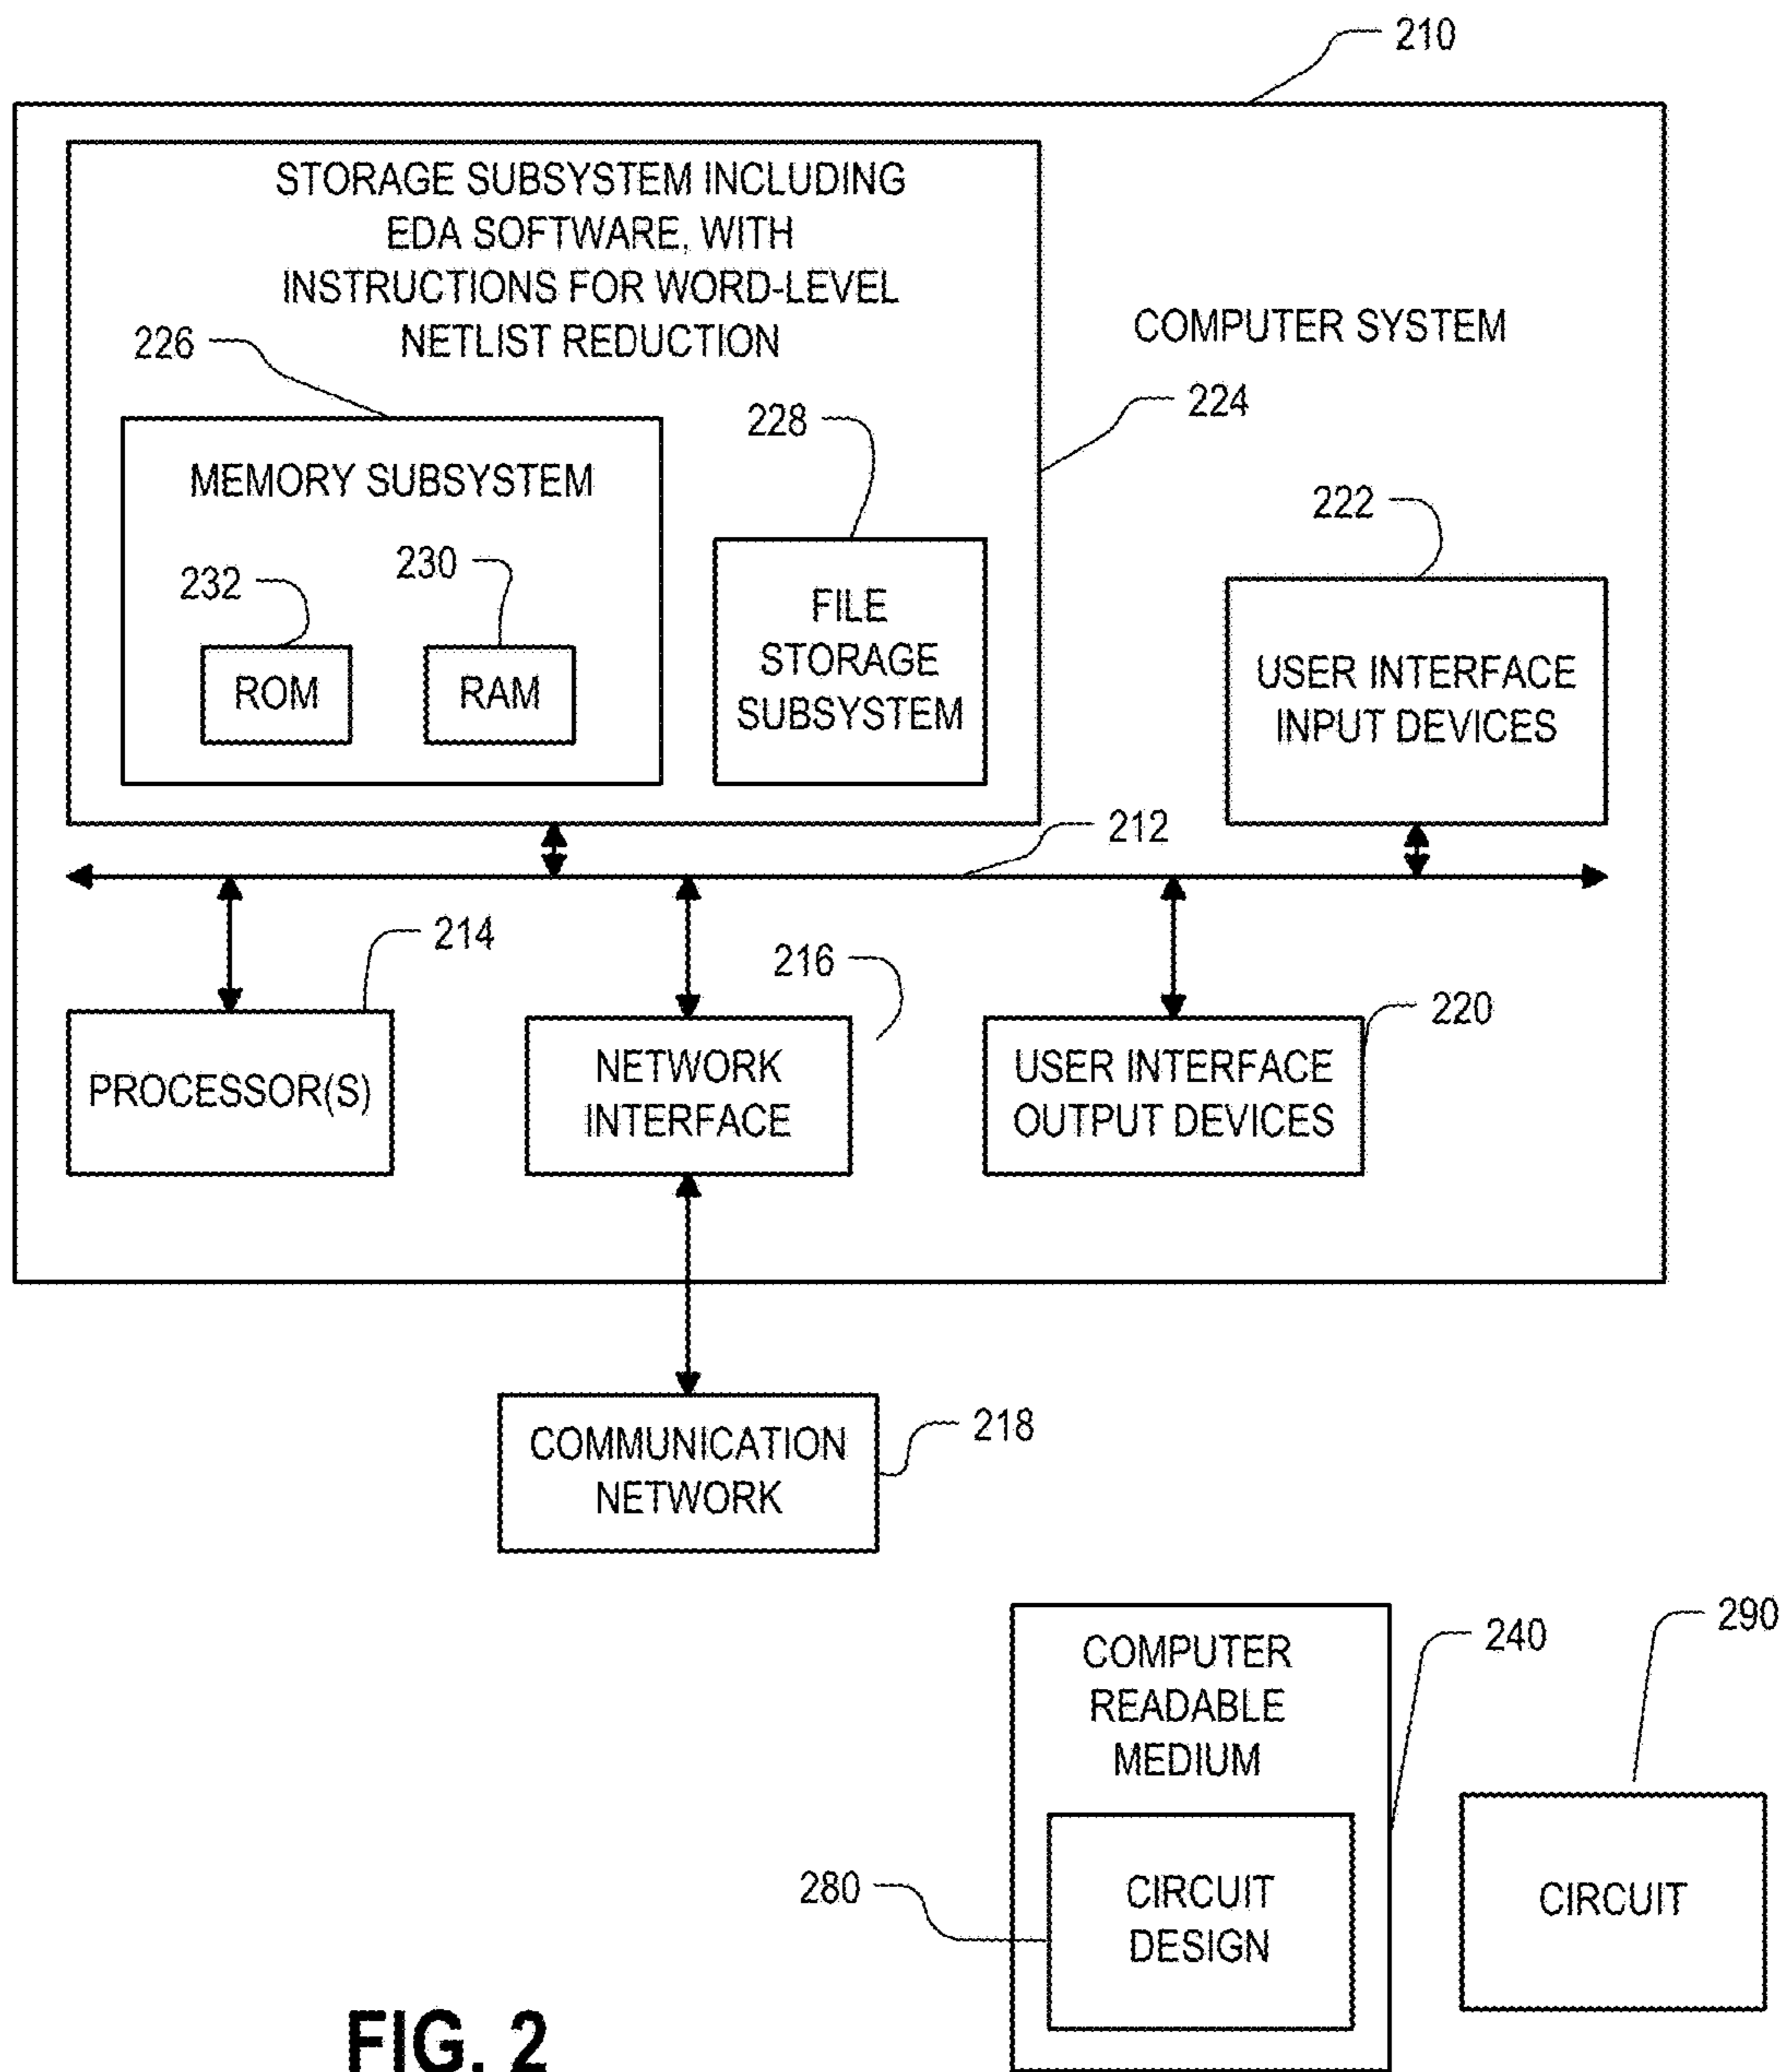 210
STORAGE SUBSYSTEM INCLUDING
EDA SOFTWARE, WITH
INSTRUCTIONS FOR WORD-LEVEL
NETLIST REDUCTION
COMPUTER SYSTEM
226
224
228
MEMORY SUBSYSTEM
222
232
230
ROM
RAM
FILE
STORAGE
SUBSYSTEM
USER INTERFACE
INPUT DEVICES
212
214
216
220
PROCESSOR(S)
NETWORK
INTERFACE
USER INTERFACE
OUTPUT DEVICES
COMMUNICATION
NETWORK
218
COMPUTER
READABLE
MEDIUM
240
290
280
CIRCUIT
DESIGN
CIRCUIT
FIG. 2